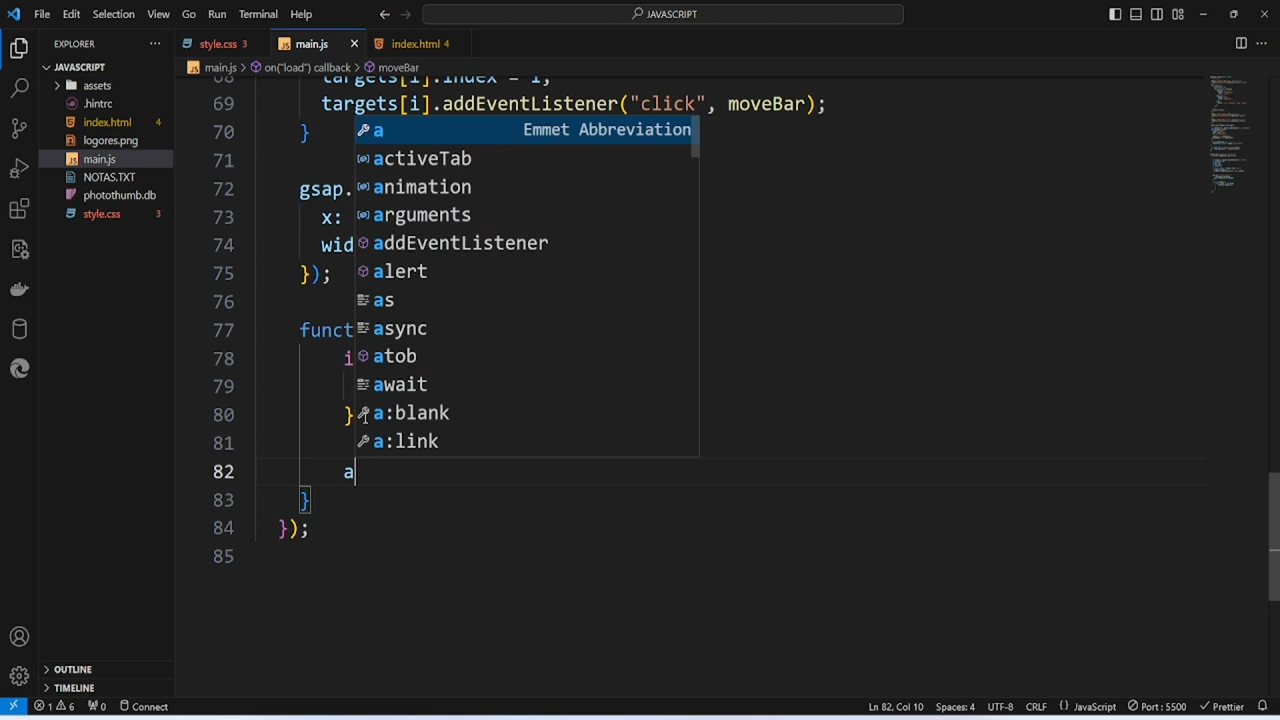 File Edit Selection View Go Run Terminal Help
JAVASCRIPT
EXPLORER
style.css 3
main.js
index.html 4
JAVASCRIPT
main.js > on("load") callback > moveBar
assets
.hintrc
index.html 4
logores.png
main.js
NOTAS.TXT
photothumb.db
style.css 3
69 targets[i].addEventListener("click", moveBar);
70 }
71
72 gsap.
73 x:
74 wid
75 });
76
77 funct
78 i
79
80 }
81
82 a
83 }
84 });
85
a Emmet Abbreviation
activeTab
animation
arguments
addEventListener
alert
as
async
atob
await
a:blank
a:link
OUTLINE
TIMELINE
1 6 0 Connect
Ln 82, Col 10 Spaces: 4 UTF-8 CRLF {} JavaScript Port : 5500 Prettier